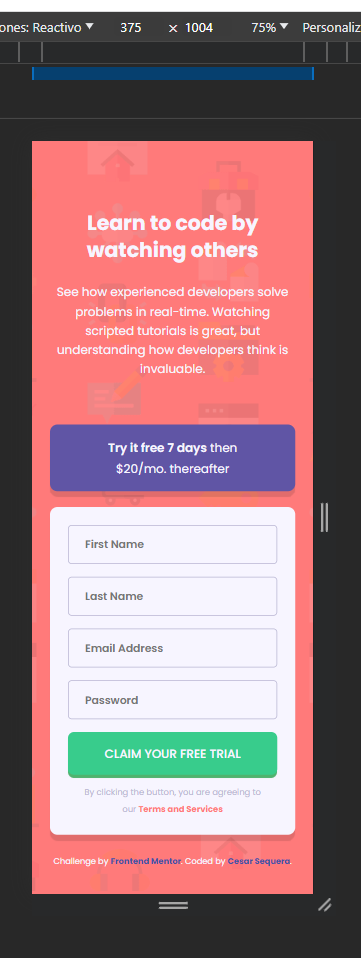 ones: Reactivo ▼ 375 × 1004 75% ▼ Personaliz
Learn to code by
watching others
See how experienced developers solve
problems in real-time. Watching
scripted tutorials is great, but
understanding how developers think is
invaluable.
Try it free 7 days then
$20/mo. thereafter
First Name
Last Name
Email Address
Password
CLAIM YOUR FREE TRIAL
By clicking the button, you are agreeing to
our Terms and Services
Challenge by Frontend Mentor. Coded by Cesar Sequera.